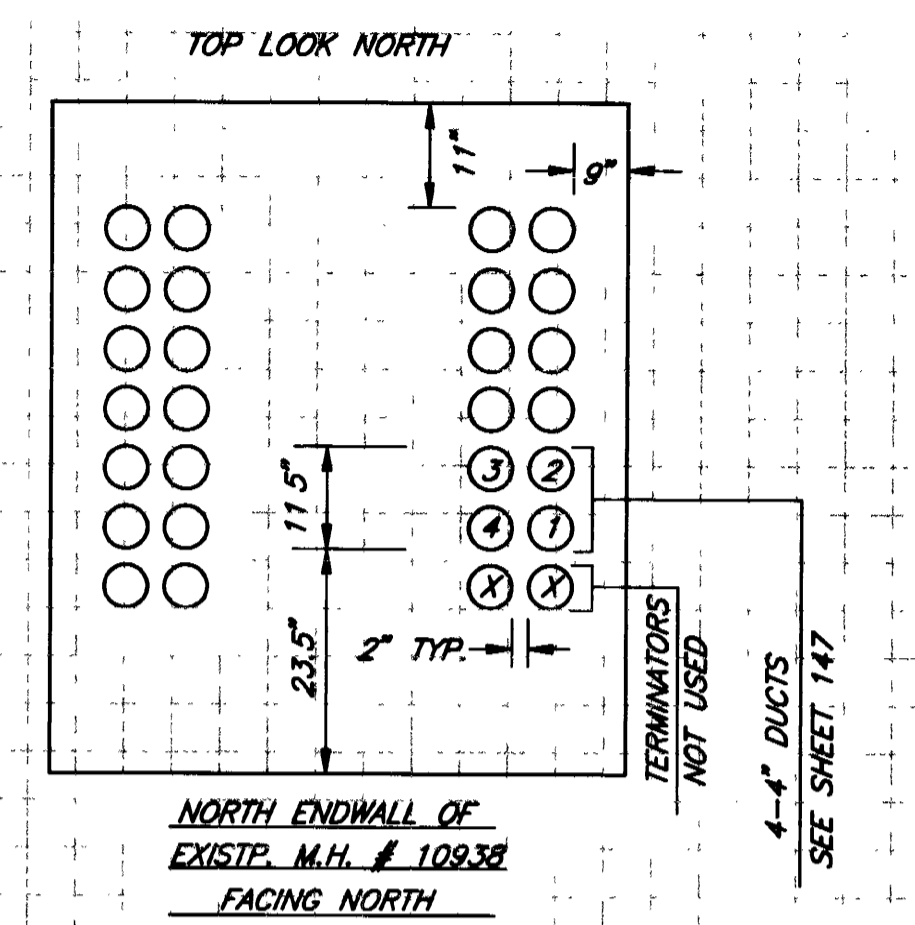 TOP LOOK NORTH
11"
9"
3 2
11 5"
4 1
X X
23.5"
2" TYP.
TERMINATORS
NOT USED
4-4" DUCTS
SEE SHEET 147
NORTH ENDWALL OF
EXISTP. M.H. # 10938
FACING NORTH